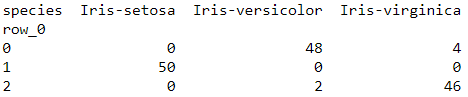 species Iris-setosa Iris-versicolor Iris-virginica
row_0
0 0 48 4
1 50 0 0
2 0 2 46